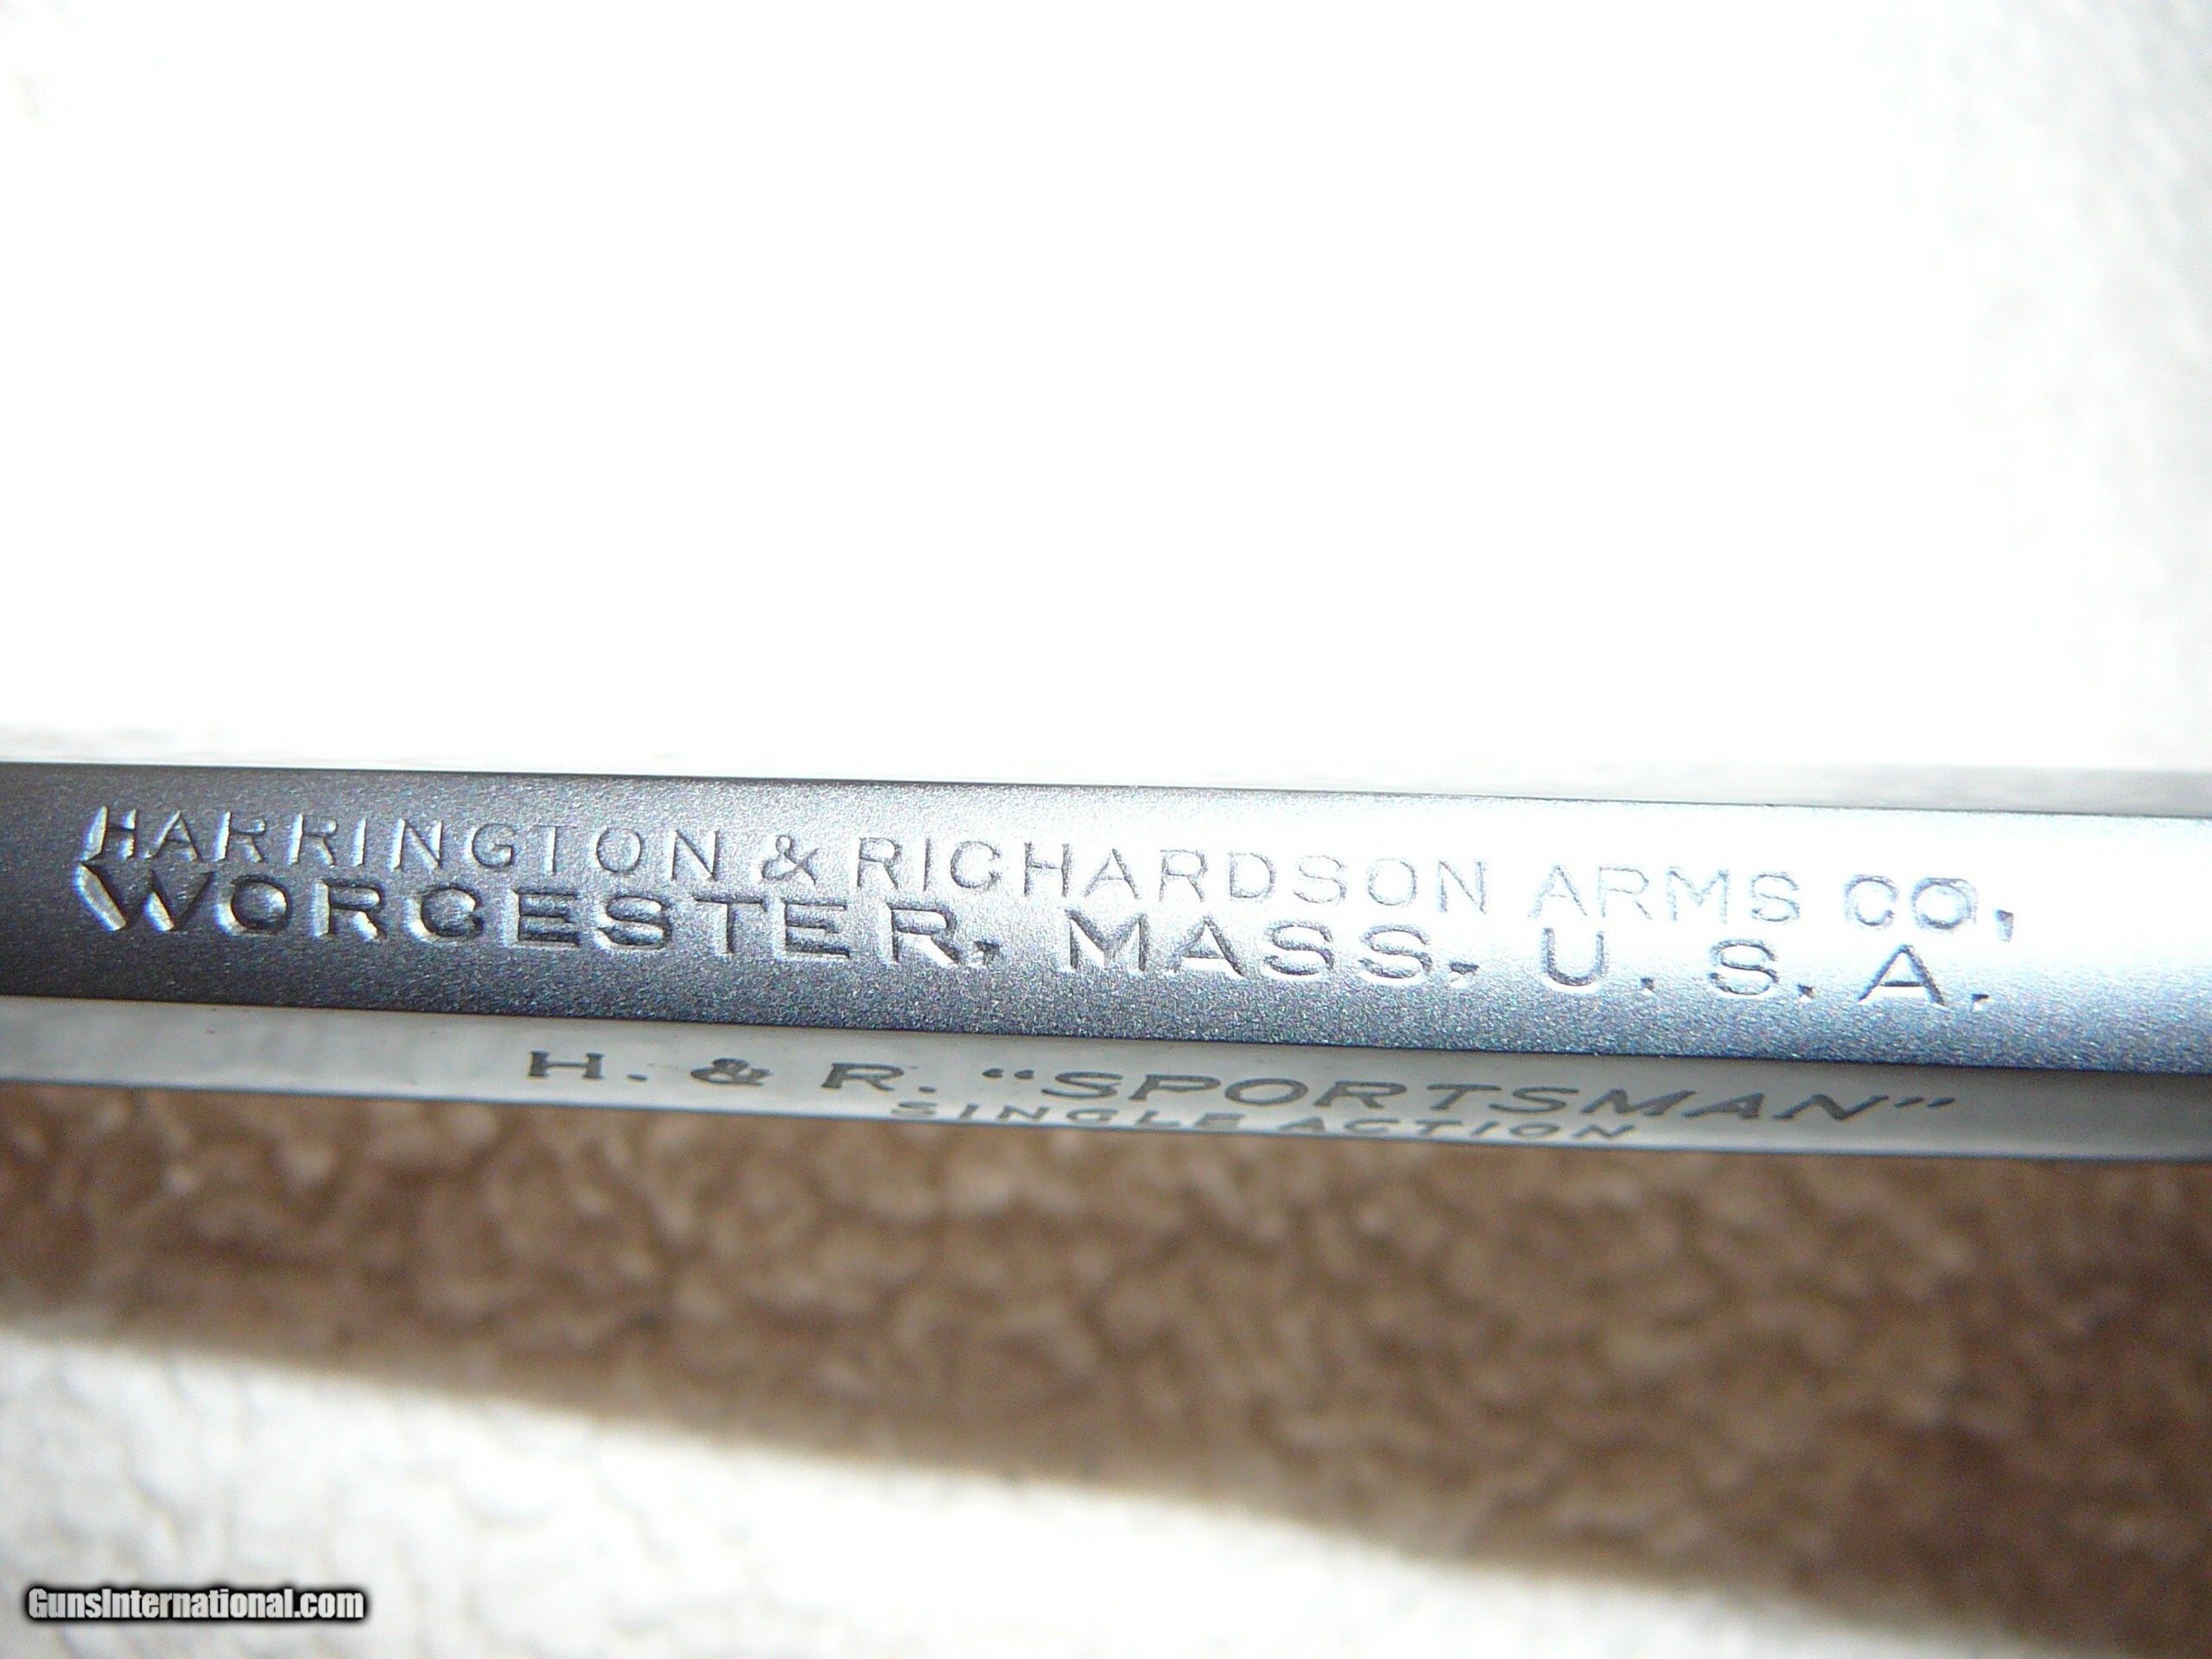 HARRINGTON & RICHARDSON ARMS CO,
WORCESTER, MASS, U. S. A.
H. & R. "SPORTSMAN"
SINGLE ACTION
GunsInternational.com